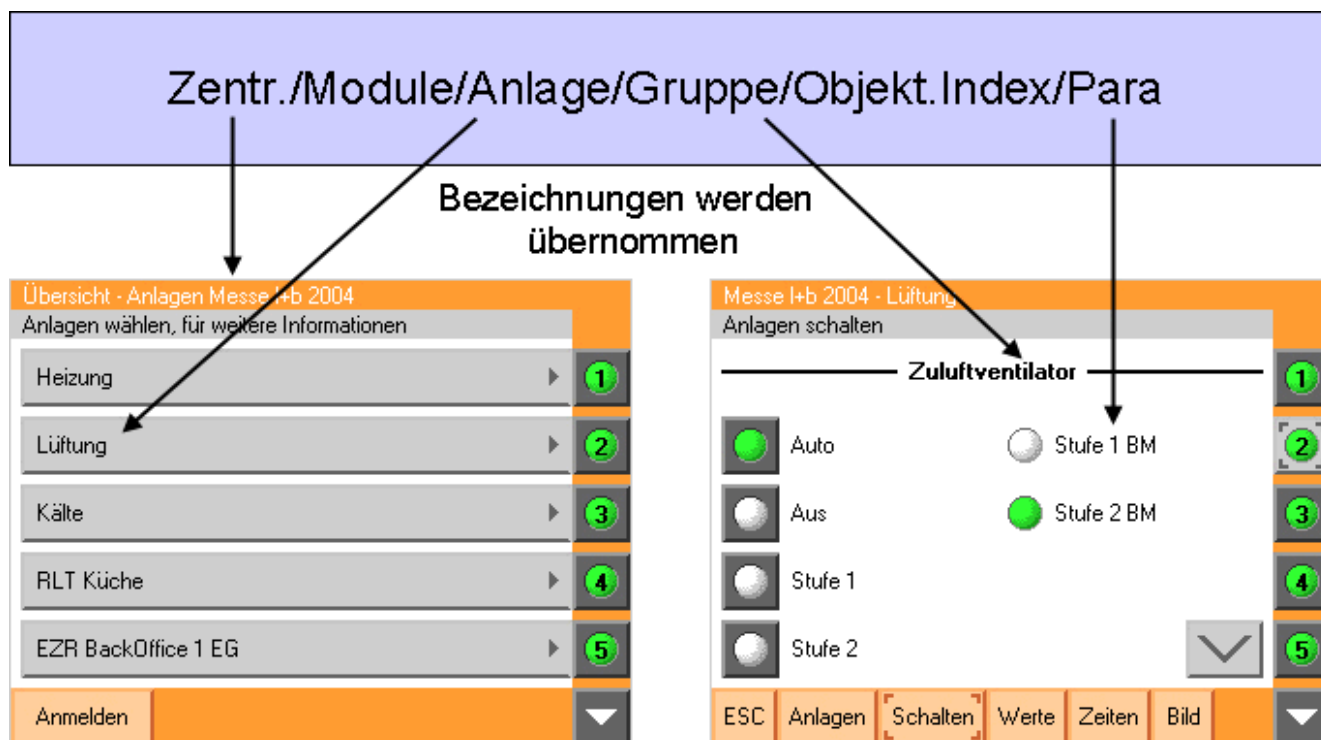 Zentr./Module/Anlage/Gruppe/Objekt.Index/Para
Bezeichnungen werden
übernommen
Übersicht - Anlagen Messe l+b 2004
Anlagen wählen, für weitere Informationen
Heizung
1
Lüftung
2
Kälte
3
RLT Küche
4
EZR BackOffice 1 EG
5
Anmelden
Messe l+b 2004 - Lüftung
Anlagen schalten
Zuluftventilator
1
Auto
Stufe 1 BM
2
Aus
Stufe 2 BM
3
Stufe 1
4
Stufe 2
5
ESC Anlagen Schalten Werte Zeiten Bild